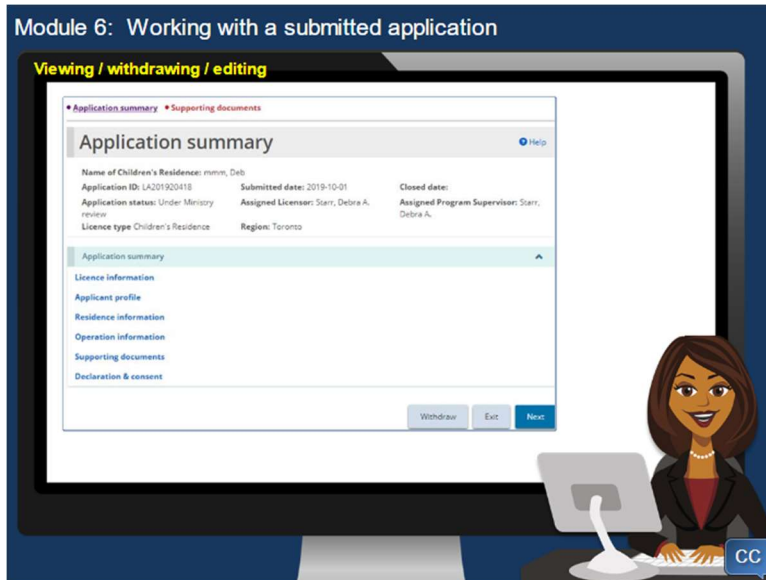 Module 6: Working with a submitted application
Viewing / withdrawing / editing
• Application summary • Supporting documents
Application summary
? Help
Name of Children's Residence: mmm, Deb
Application ID: LA201920418 Submitted date: 2019-10-01 Closed date:
Application status: Under Ministry Assigned Licensor: Starr, Debra A. Assigned Program Supervisor: Starr,
review Debra A.
Licence type Children's Residence Region: Toronto
Application summary
Licence information
Applicant profile
Residence information
Operation information
Supporting documents
Declaration & consent
Withdraw Exit Next
CC